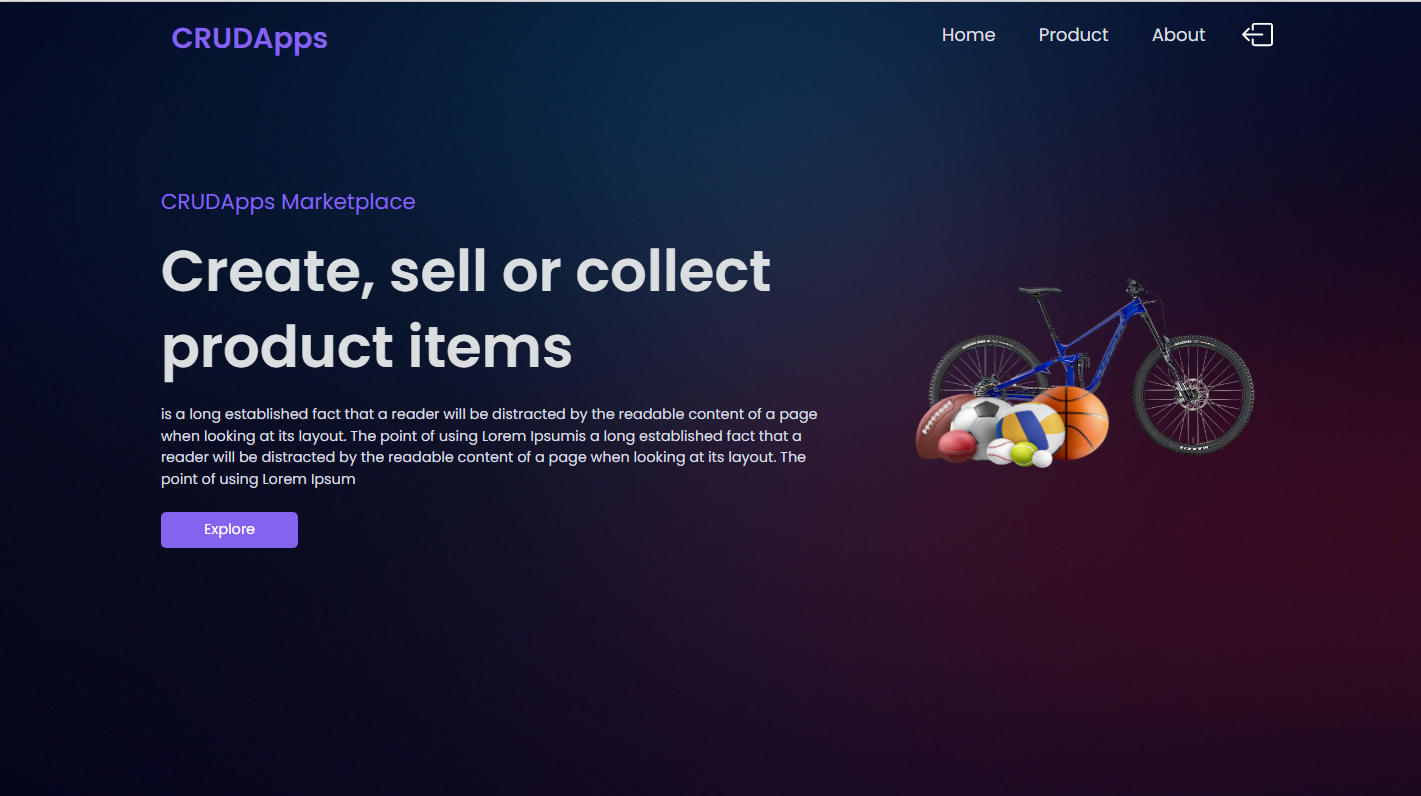 CRUDApps
Home
Product
About
CRUDApps Marketplace
Create, sell or collect
product items
is a long established fact that a reader will be distracted by the readable content of a page
when looking at its layout. The point of using Lorem Ipsumis a long established fact that a
reader will be distracted by the readable content of a page when looking at its layout. The
point of using Lorem Ipsum
Explore